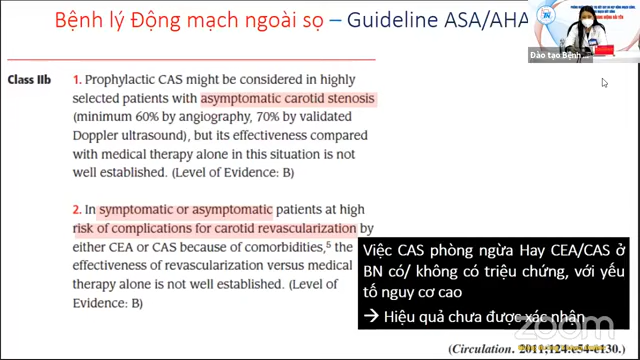 Bệnh lý Động mạch ngoài sọ – Guideline ASA/AHA
Dao tạo Bệnh ...
Class IIb
1. Prophylactic CAS might be considered in highly
selected patients with asymptomatic carotid stenosis
(minimum 60% by angiography, 70% by validated
Doppler ultrasound), but its effectiveness compared
with medical therapy alone in this situation is not
well established. (Level of Evidence: B)
2. In symptomatic or asymptomatic patients at high
risk of complications for carotid revascularization by
either CEA or CAS because of comorbidities,⁵ the
effectiveness of revascularization versus medical
therapy alone is not well established. (Level of
Evidence: B)
Việc CAS phòng ngừa Hay CEA/CAS ở
BN có/ không có triệu chứng, với yếu
tố nguy cơ cao
→ Hiệu quả chưa được xác nhận
zoom
(Circulation. 2011;124:e54-e130.)